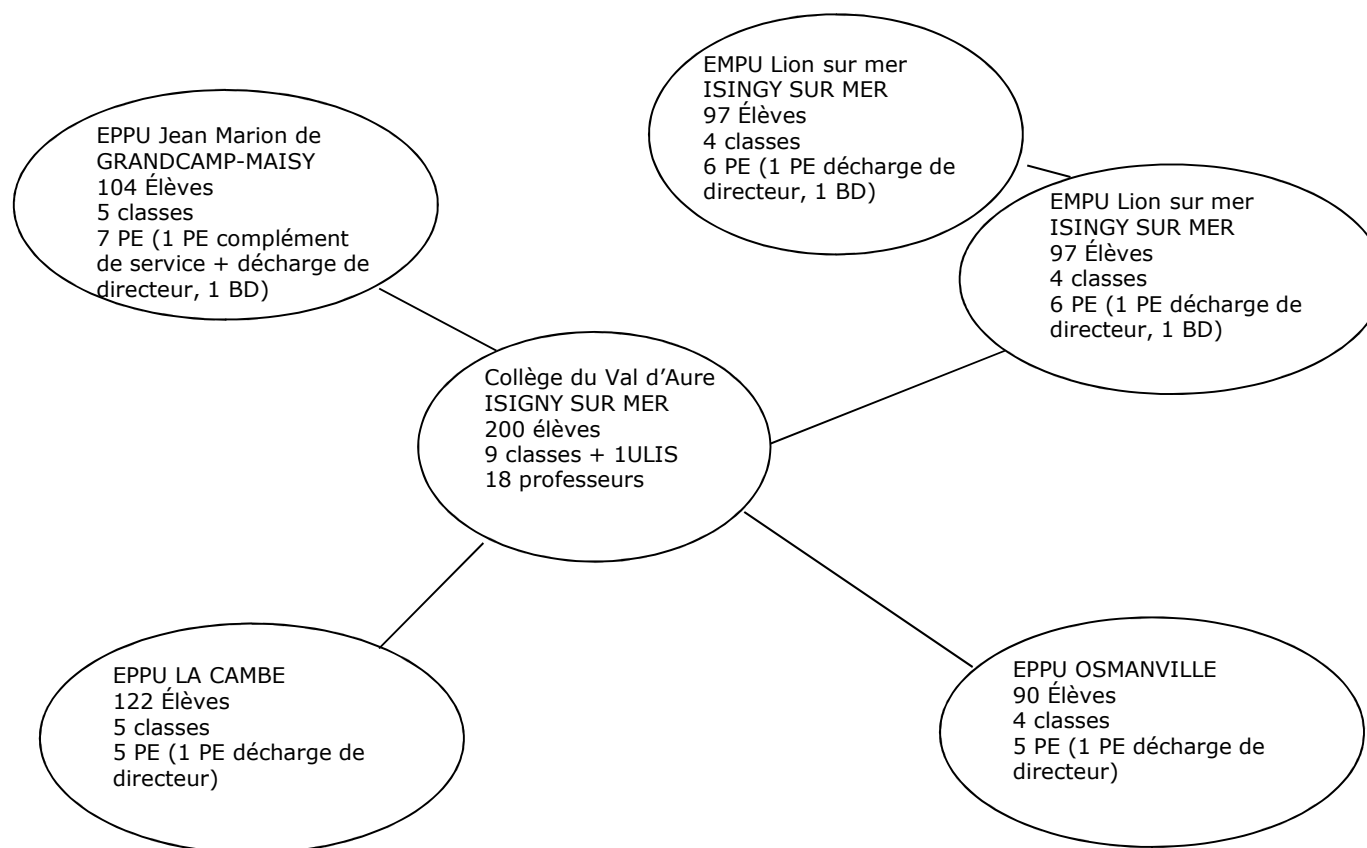 EPPU Jean Marion de
GRANDCAMP-MAISY
104 Élèves
5 classes
7 PE (1 PE complément
de service + décharge de
directeur, 1 BD)
EMPU Lion sur mer
ISINGY SUR MER
97 Élèves
4 classes
6 PE (1 PE décharge de
directeur, 1 BD)
EMPU Lion sur mer
ISINGY SUR MER
97 Élèves
4 classes
6 PE (1 PE décharge de
directeur, 1 BD)
Collège du Val d’Aure
ISIGNY SUR MER
200 élèves
9 classes + 1ULIS
18 professeurs
EPPU LA CAMBE
122 Élèves
5 classes
5 PE (1 PE décharge de
directeur)
EPPU OSMANVILLE
90 Élèves
4 classes
5 PE (1 PE décharge de
directeur)